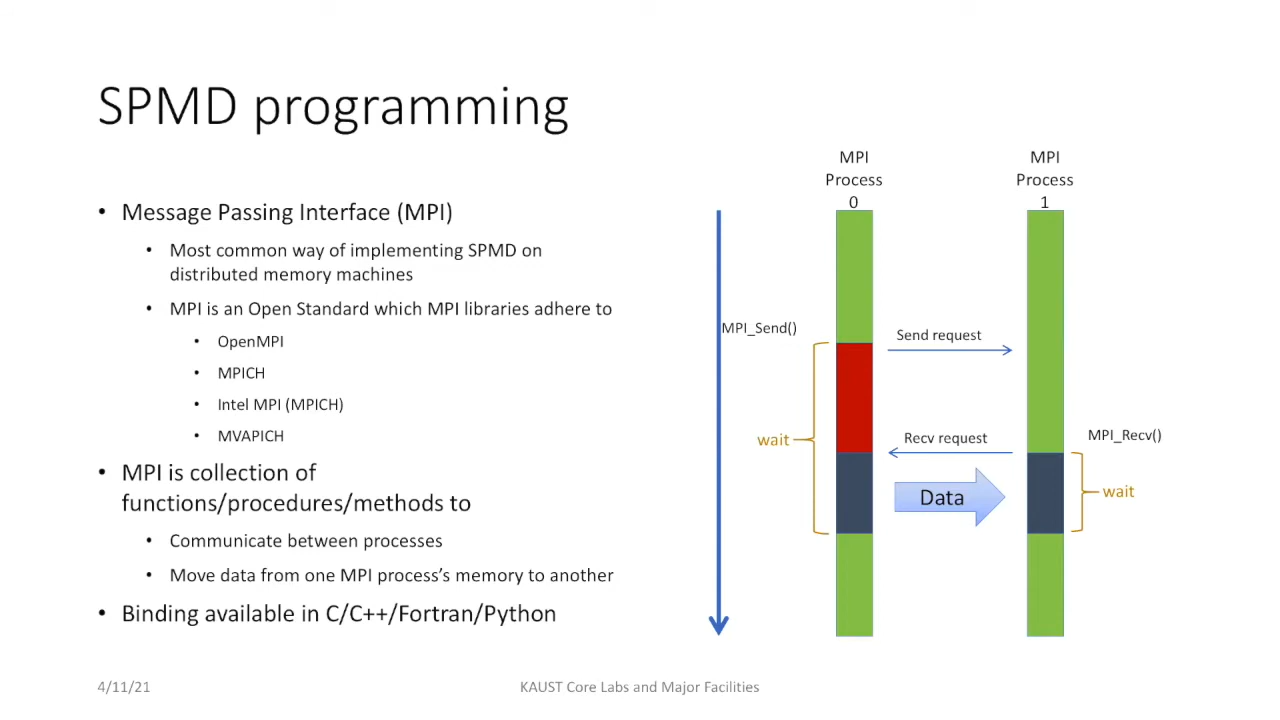 SPMD programming
• Message Passing Interface (MPI)
• Most common way of implementing SPMD on
distributed memory machines
• MPI is an Open Standard which MPI libraries adhere to
• OpenMPI
• MPICH
• Intel MPI (MPICH)
• MVAPICH
• MPI is collection of
functions/procedures/methods to
• Communicate between processes
• Move data from one MPI process’s memory to another
• Binding available in C/C++/Fortran/Python
MPI
Process
0
MPI
Process
1
MPI_Send()
Send request
wait
Recv request
MPI_Recv()
Data
wait
4/11/21
KAUST Core Labs and Major Facilities